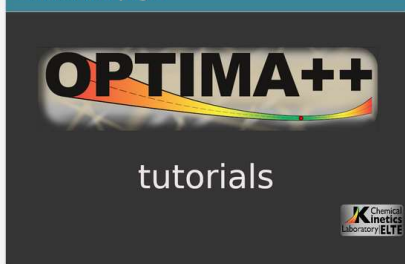 OPTIMA++
tutorials
Chemical
Kinetics
Laboratory ELTE